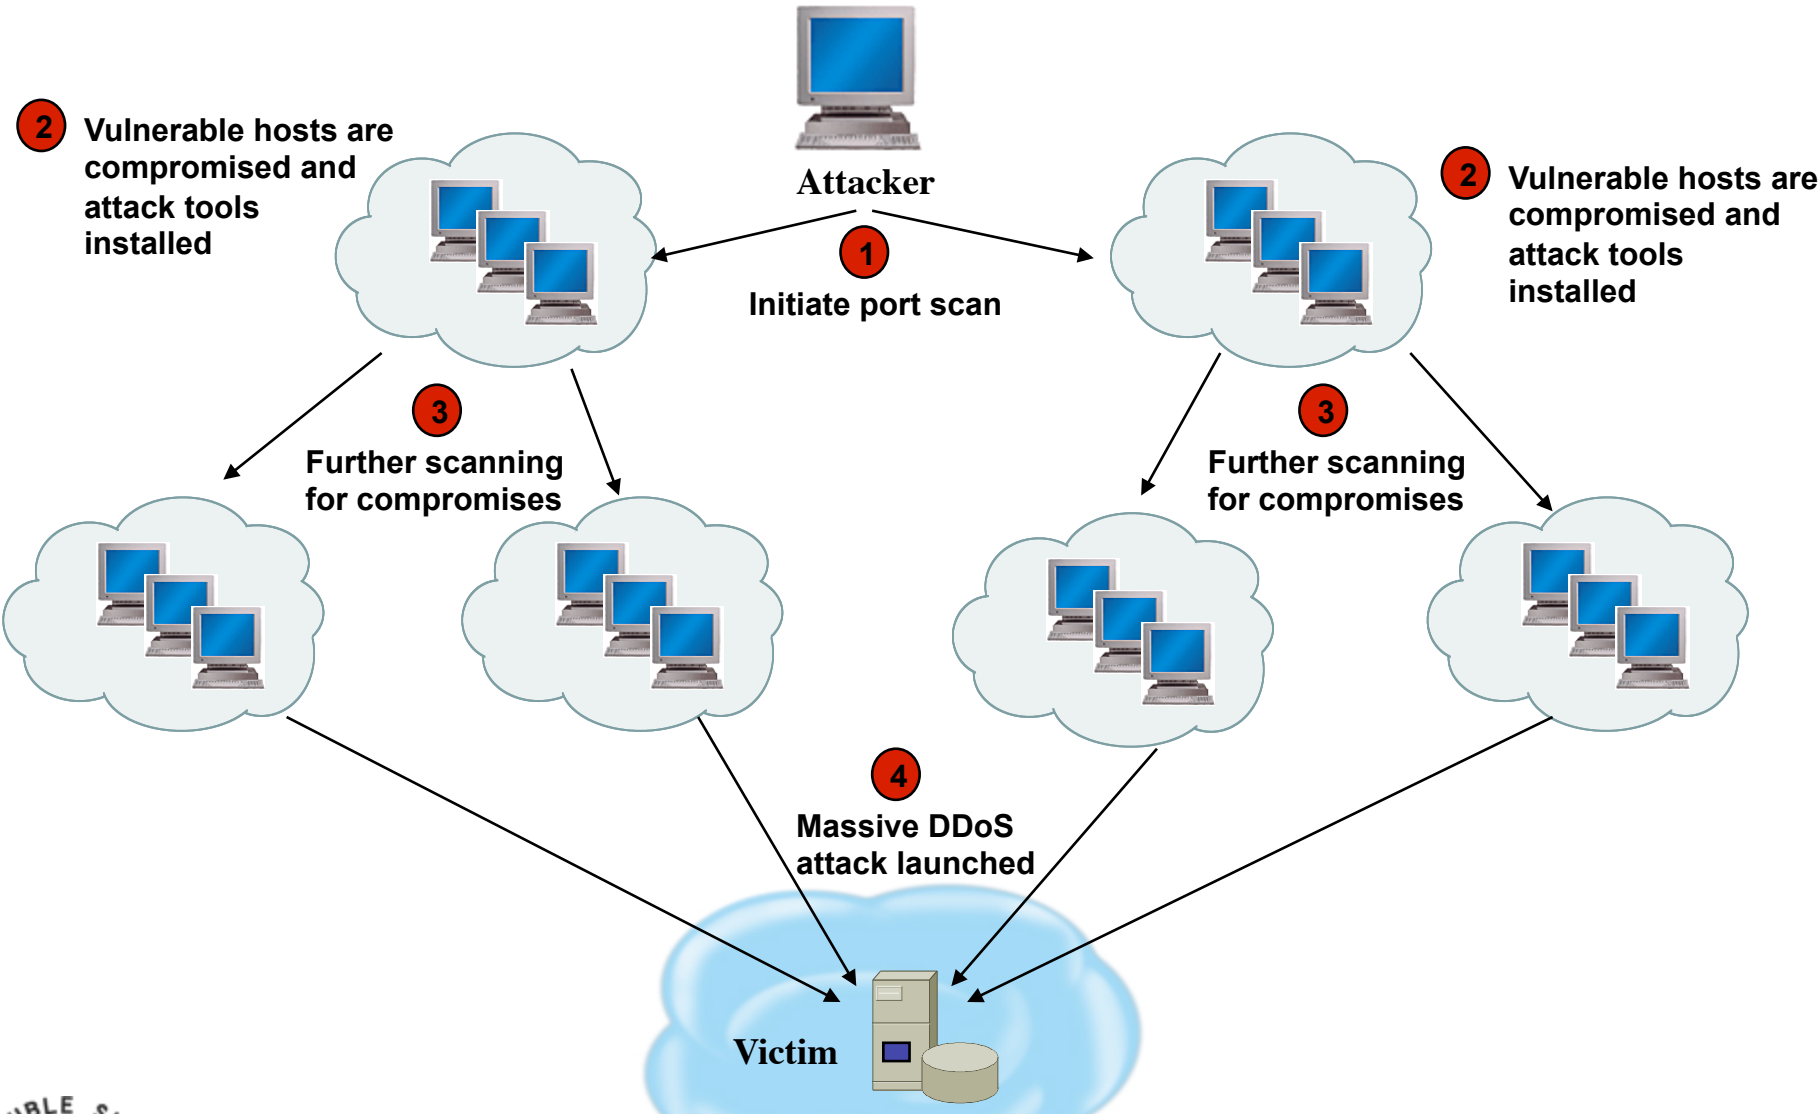 Attacker
2
Vulnerable hosts are
compromised and
attack tools
installed
2
Vulnerable hosts are
compromised and
attack tools
installed
1
Initiate port scan
3
Further scanning
for compromises
3
Further scanning
for compromises
4
Massive DDoS
attack launched
Victim